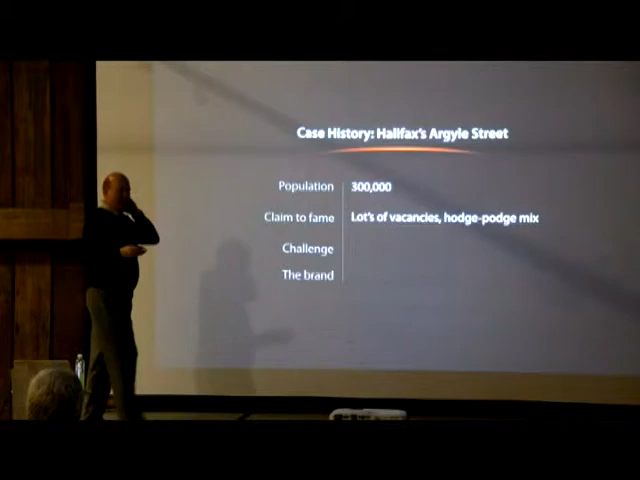 Case History: Halifax's Argyle Street
Population 300,000
Claim to fame Lot's of vacancies, hodge-podge mix
Challenge
The brand